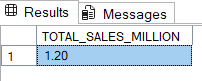 Results Messages
TOTAL_SALES_MILLION
1 1.20